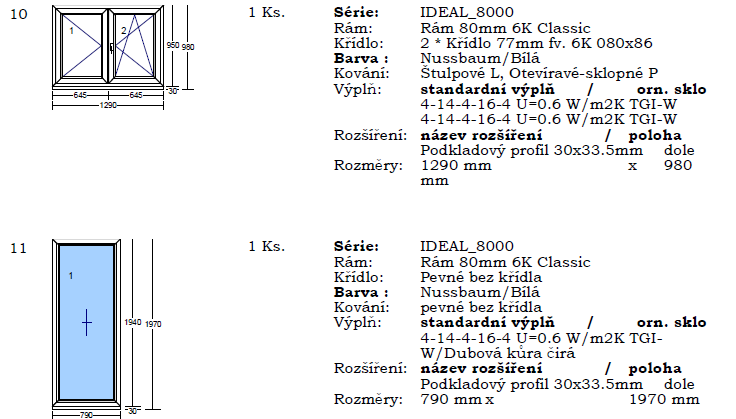 10
1 Ks.
Série: IDEAL_8000
Rám: Rám 80mm 6K Classic
Křídlo: 2 * Křídlo 77mm fv. 6K 080x86
Barva : Nussbaum/Bílá
Kování: Štulpové L, Otevíravé-sklopné P
Výplň: standardní výplň / orn. sklo
4-14-4-16-4 U=0.6 W/m2K TGI-W
4-14-4-16-4 U=0.6 W/m2K TGI-W
Rozšíření: název rozšíření / poloha
Podkladový profil 30x33.5mm dole
Rozměry: 1290 mm x 980
mm
1
2
950
980
30
645
645
1290
11
1 Ks.
Série: IDEAL_8000
Rám: Rám 80mm 6K Classic
Křídlo: Pevné bez křídla
Barva : Nussbaum/Bílá
Kování: pevné bez křídla
Výplň: standardní výplň / orn. sklo
4-14-4-16-4 U=0.6 W/m2K TGI-
W/Dubová kůra čirá
Rozšíření: název rozšíření / poloha
Podkladový profil 30x33.5mm dole
Rozměry: 790 mm x 1970 mm
1
1940
1970
30
790